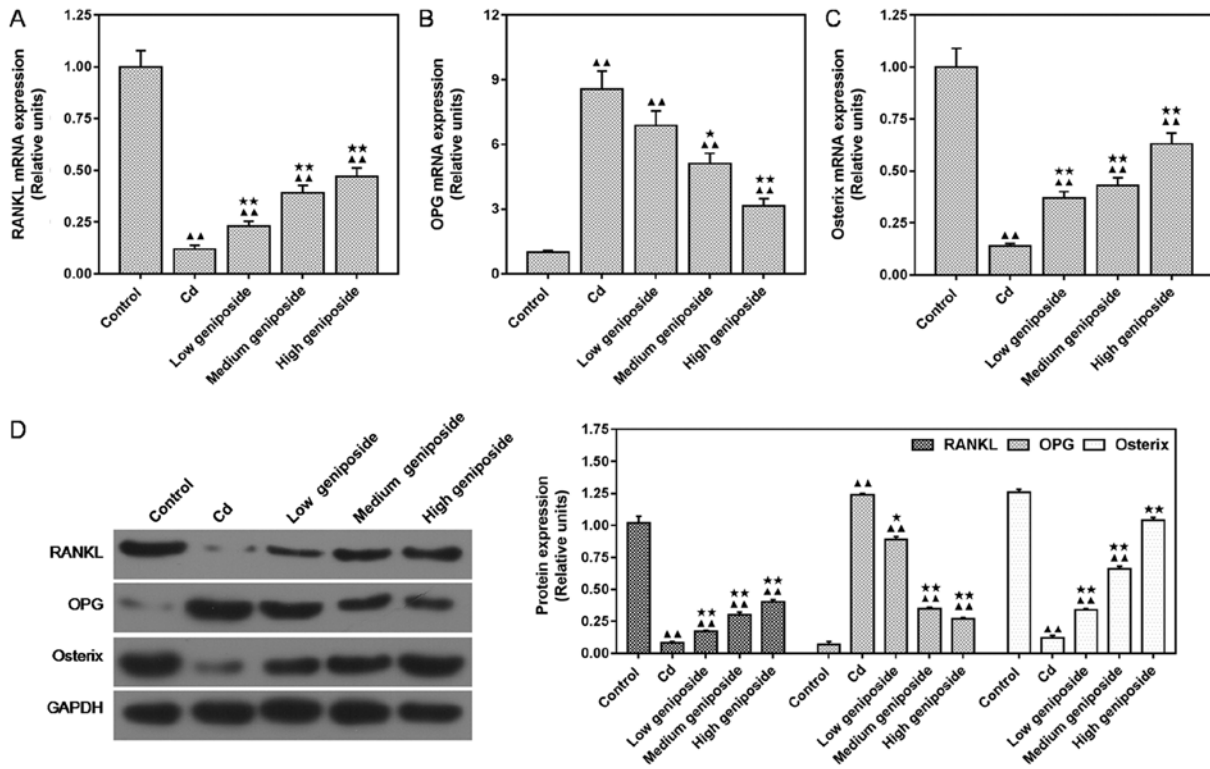 A
RANKL mRNA expression
(Relative units)
1.25
1.00
0.75
0.50
0.25
0.00
▲▲
★★
▲▲
★★
▲▲
★★
▲▲
Control
Cd
Low geniposide
Medium geniposide
High geniposide
B
OPG mRNA expression
(Relative units)
12
9
6
3
0
▲▲
▲▲
★
▲▲
★★
▲▲
Control
Cd
Low geniposide
Medium geniposide
High geniposide
C
Osterix mRNA expression
(Relative units)
1.25
1.00
0.75
0.50
0.25
0.00
▲▲
★★
▲▲
★★
▲▲
★★
▲▲
Control
Cd
Low geniposide
Medium geniposide
High geniposide
D
Control
Cd
Low geniposide
Medium geniposide
High geniposide
RANKL
OPG
Osterix
GAPDH
Protein expression
(Relative units)
1.75
1.50
1.25
1.00
0.75
0.50
0.25
0.00
RANKL OPG Osterix
▲▲
★★
▲▲
★★
▲▲
★★
▲▲
▲▲
★
▲▲
★★
▲▲
★★
▲▲
▲▲
★★
▲▲
★★
▲▲
★★
Control
Cd
Low geniposide
Medium geniposide
High geniposide
Control
Cd
Low geniposide
Medium geniposide
High geniposide
Control
Cd
Low geniposide
Medium geniposide
High geniposide